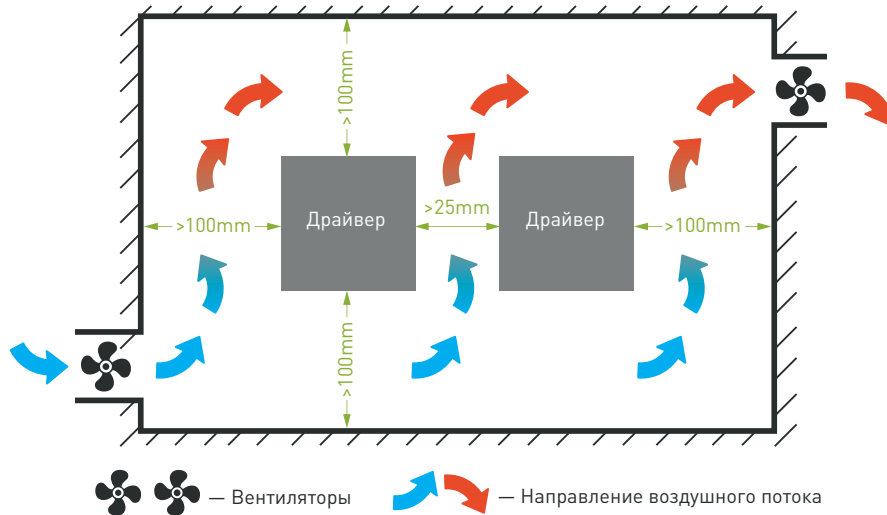 >100mm
Драйвер
>25mm
Драйвер
>100mm
>100mm
>100mm
— Вентиляторы
— Направление воздушного потока